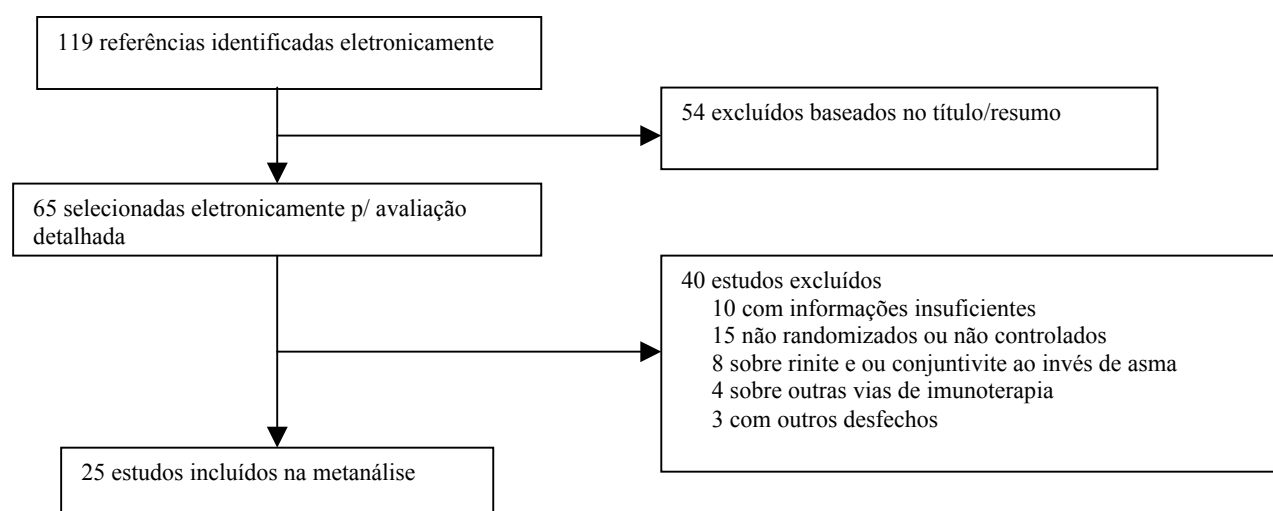 119 referências identificadas eletronicamente
54 excluídos baseados no título/resumo
65 selecionadas eletronicamente p/ avaliação
detalhada
40 estudos excluídos
10 com informações insuficientes
15 não randomizados ou não controlados
8 sobre rinite e ou conjuntivite ao invés de asma
4 sobre outras vias de imunoterapia
3 com outros desfechos
25 estudos incluídos na metanálise